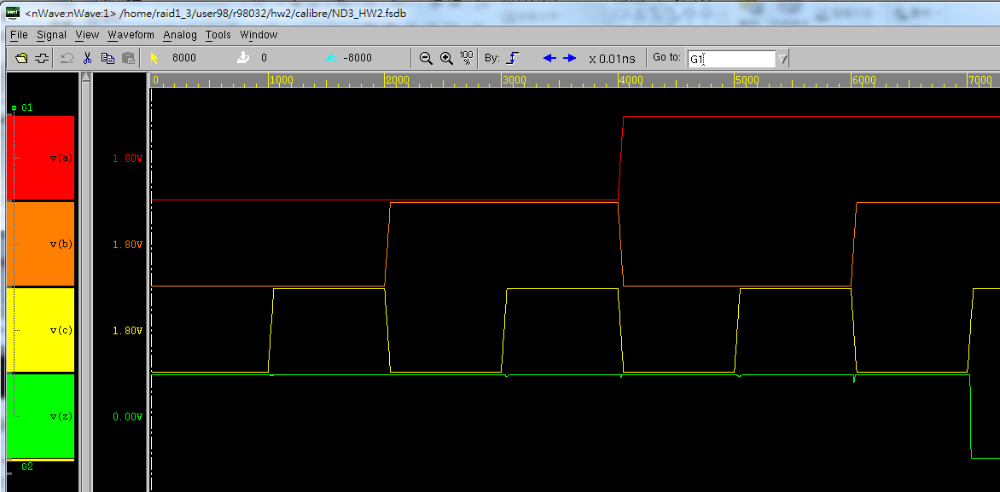 <nWave:nWave:1> /home/raid1_3/user98/r98032/hw2/calibre/ND3_HW2.fsdb
File Signal View Waveform Analog Tools Window
8000 0 -8000 100 % By: x 0.01ns Go to: G1
0 1000 2000 3000 4000 5000 6000 7000
G1
v(a) 1.80V
v(b) 1.80V
v(c) 1.80V
v(z) 0.00V
G2